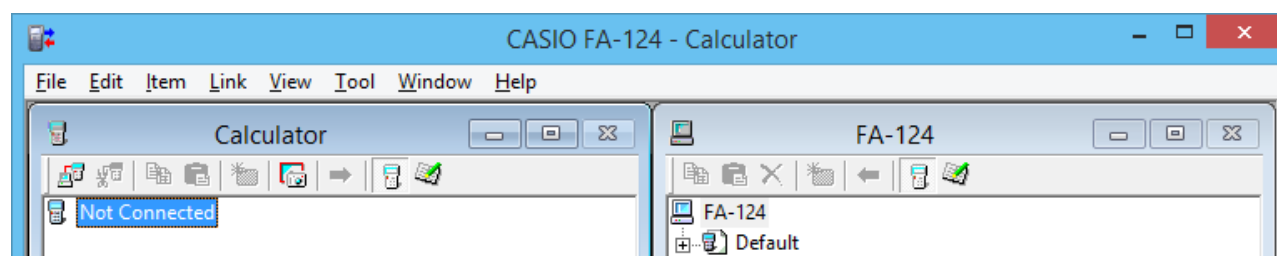 CASIO FA-124 - Calculator
File Edit Item Link View Tool Window Help
Calculator
FA-124
Not Connected
FA-124
Default